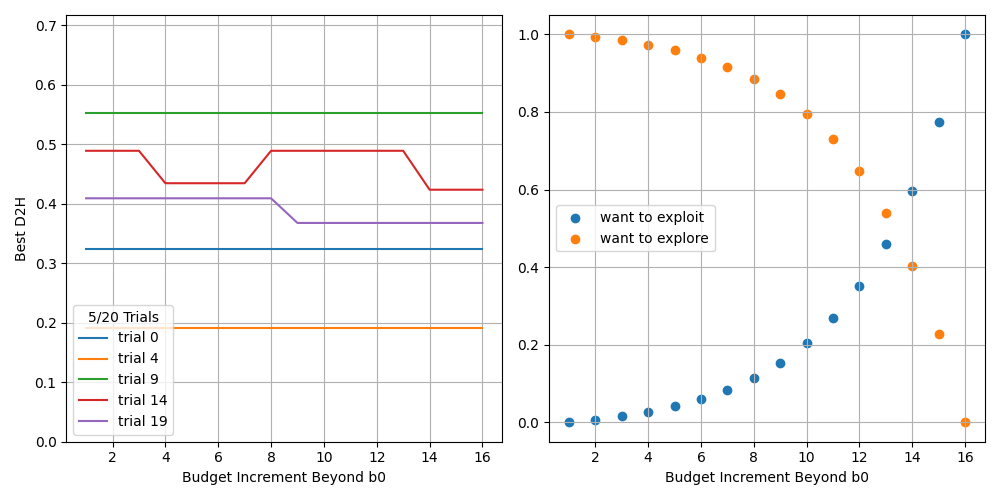 0.7
0.6
0.5
0.4
0.3
0.2
0.1
0.0
Best D2H
5/20 Trials
trial 0
trial 4
trial 9
trial 14
trial 19
2 4 6 8 10 12 14 16
Budget Increment Beyond b0
1.0
0.8
0.6
0.4
0.2
0.0
want to exploit
want to explore
2 4 6 8 10 12 14 16
Budget Increment Beyond b0